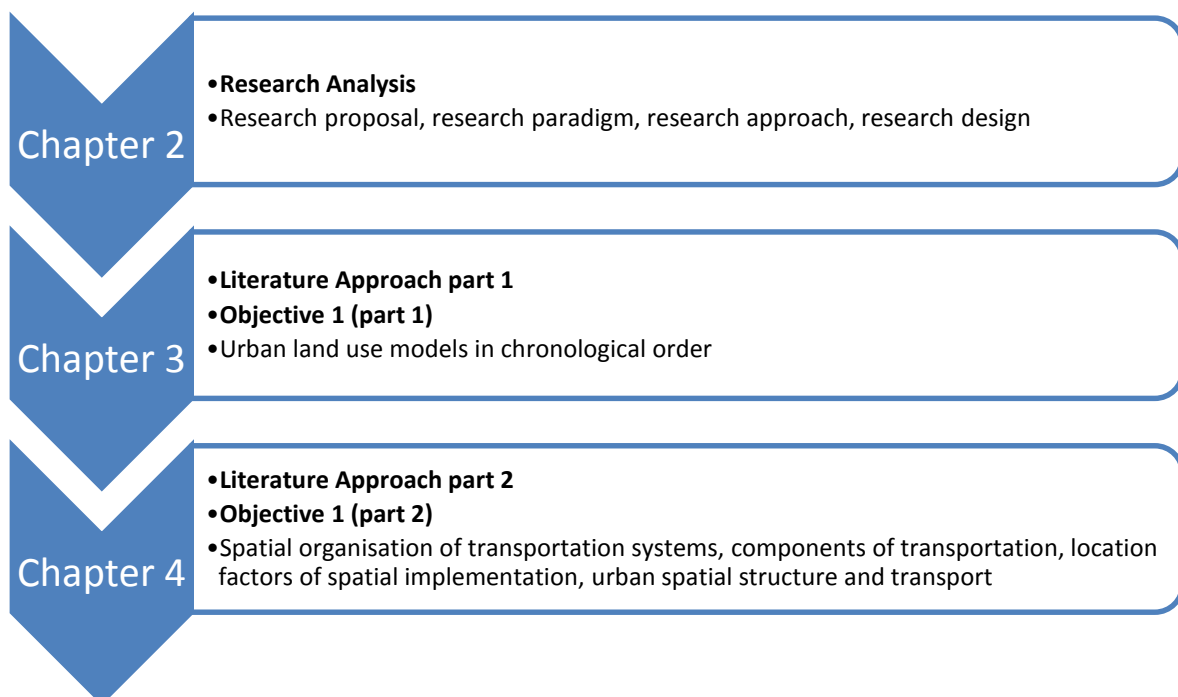 Chapter 2
•Research Analysis
•Research proposal, research paradigm, research approach, research design
Chapter 3
•Literature Approach part 1
•Objective 1 (part 1)
•Urban land use models in chronological order
Chapter 4
•Literature Approach part 2
•Objective 1 (part 2)
•Spatial organisation of transportation systems, components of transportation, location
factors of spatial implementation, urban spatial structure and transport